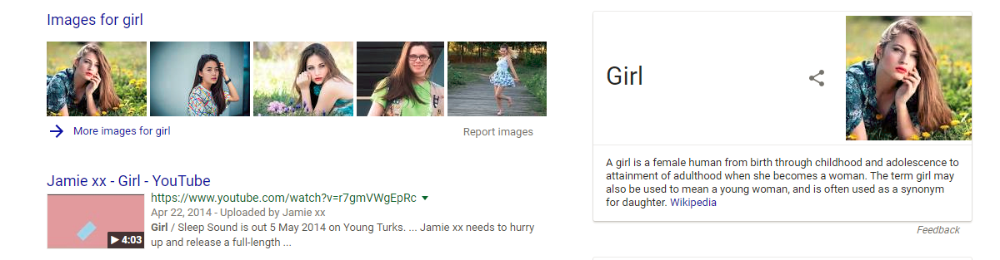 Images for girl
More images for girl
Report images
Jamie xx - Girl - YouTube
https://www.youtube.com/watch?v=r7gmVWgEpRc
Apr 22, 2014 - Uploaded by Jamie xx
Girl / Sleep Sound is out 5 May 2014 on Young Turks. ... Jamie xx needs to hurry
up and release a full-length ...
4:03
Girl
A girl is a female human from birth through childhood and adolescence to
attainment of adulthood when she becomes a woman. The term girl may
also be used to mean a young woman, and is often used as a synonym
for daughter. Wikipedia
Feedback